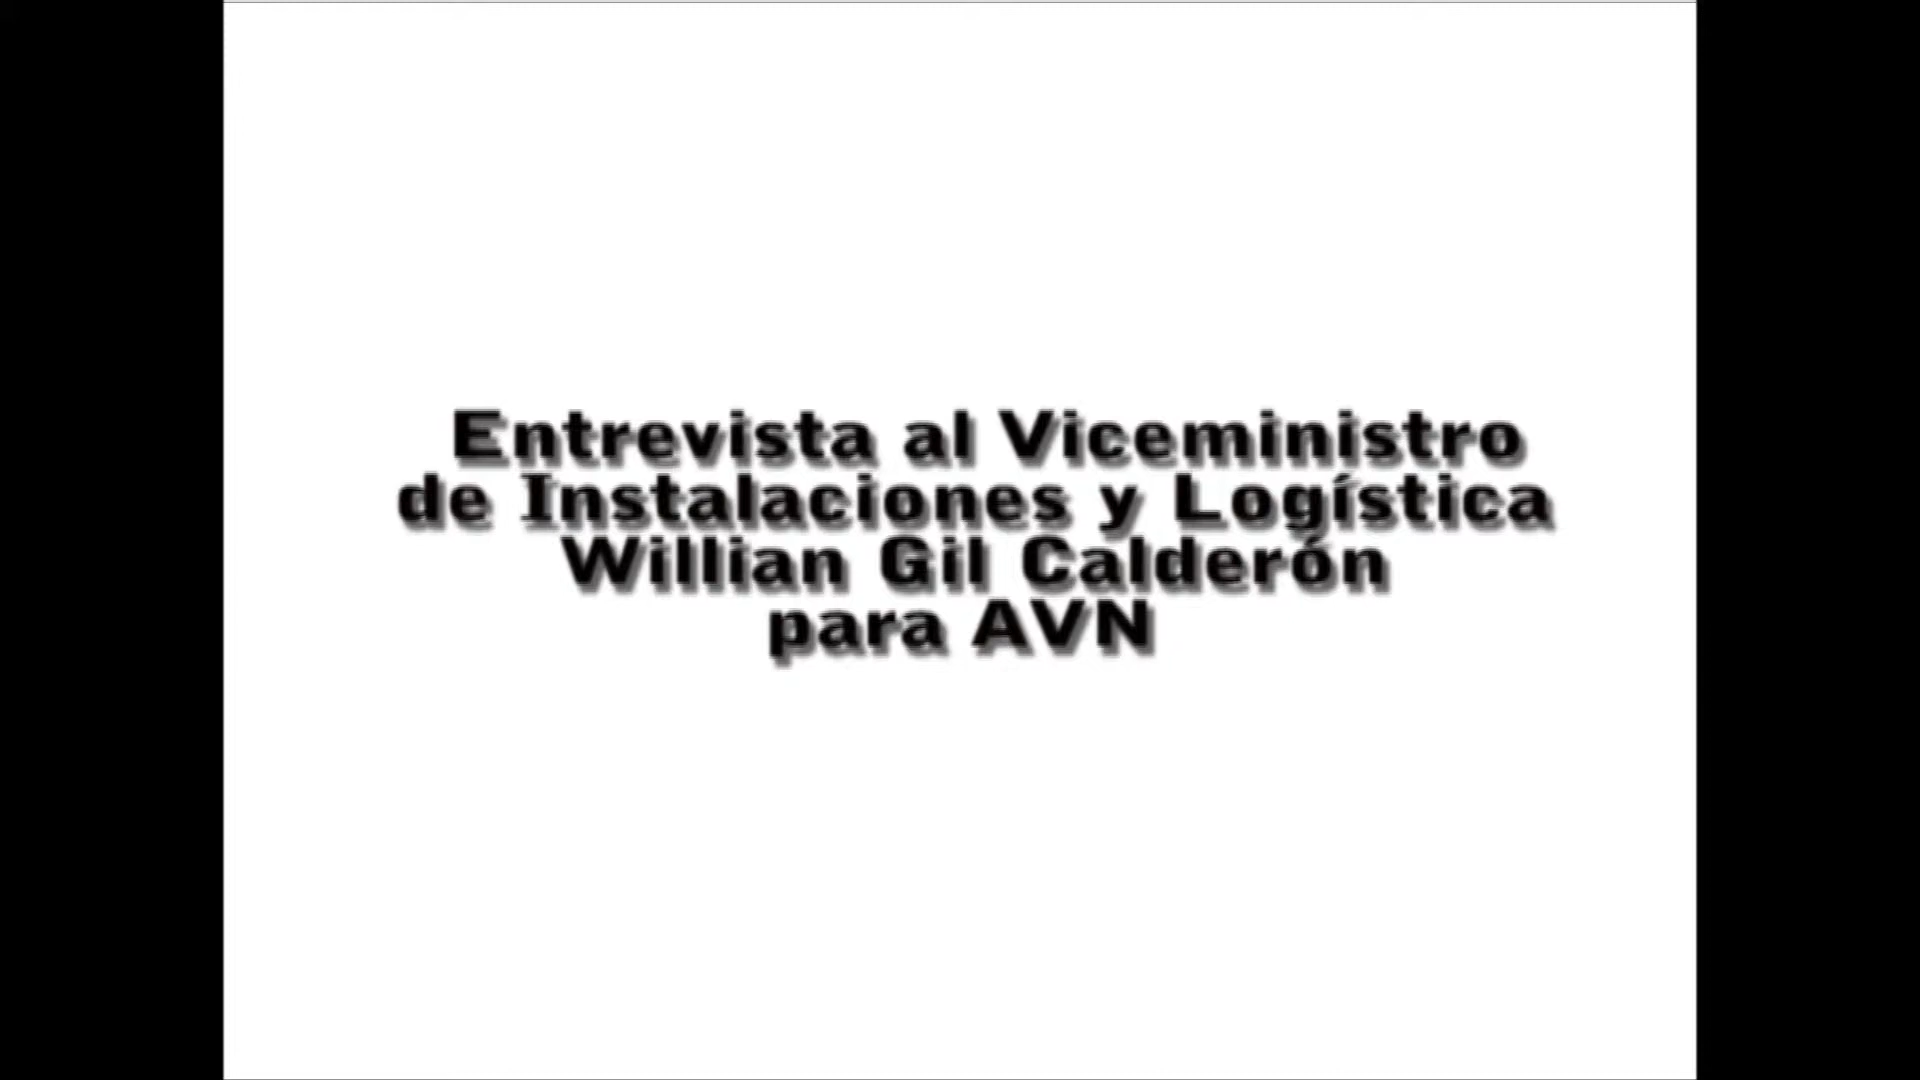 Entrevista al Viceministro
de Instalaciones y Logística
Willian Gil Calderón
para AVN